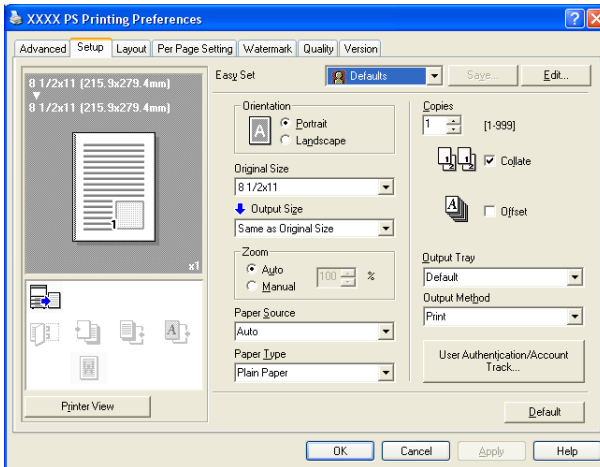 XXXX PS Printing Preferences
Advanced Setup Layout Per Page Setting Watermark Quality Version
8 1/2x11 (215.9x279.4mm)
8 1/2x11 (215.9x279.4mm)
1
x1
Printer View
Easy Set Defaults Save... Edit...
Orientation
A
Portrait
Landscape
Original Size
8 1/2x11
Output Size
Same as Original Size
Zoom
Auto
Manual
100 %
Paper Source
Auto
Paper Type
Plain Paper
Copies
1 [1-999]
Collate
Offset
Output Tray
Default
Output Method
Print
User Authentication/Account
Track...
Default
OK Cancel Apply Help